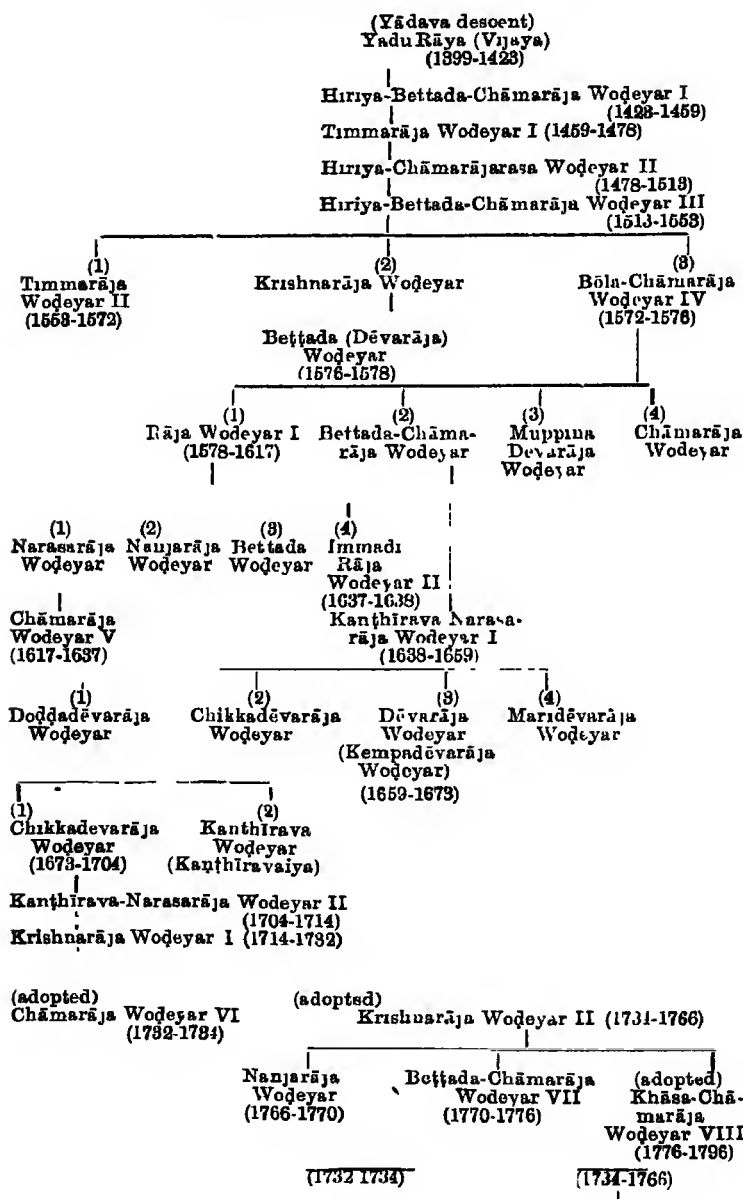 (Yādava descent)
Yadu Rāya (Vijaya)
(1399-1423)
Hiriya-Bettada-Chāmarāja Woḍeyar I
(1423-1459)
Timmarāja Woḍeyar I (1459-1478)
Hiriya-Chāmarājarasa Woḍeyar II
(1478-1513)
Hiriya-Bettada-Chāmarāja Woḍeyar III
(1513-1553)
(1)
Timmarāja
Woḍeyar II
(1553-1572)
(2)
Krishnarāja Woḍeyar
(3)
Bōla-Chāmarāja
Woḍeyar IV
(1572-1576)
Beṭṭada (Dēvarāja)
Woḍeyar
(1576-1578)
(1)
Rāja Woḍeyar I
(1578-1617)
(2)
Bettada-Chāma-
rāja Woḍeyar
(3)
Muppina
Dēvarāja
Woḍeyar
(4)
Chāmarāja
Woḍeyar
(1)
Narasarāja
Woḍeyar
(2)
Nanjarāja
Woḍeyar
(3)
Bettada
Woḍeyar
(4)
Immadi
Rāja
Woḍeyar II
(1637-1638)
Chāmarāja
Woḍeyar V
(1617-1637)
Kanthīrava Narasa-
rāja Woḍeyar I
(1638-1659)
(1)
Doḍḍadēvarāja
Woḍeyar
(2)
Chikkadēvarāja
Woḍeyar
(3)
Dēvarāja
Woḍeyar
(Kempadēvarāja
Woḍeyar)
(1659-1673)
(4)
Maridēvarāja
Woḍeyar
(1)
Chikkadevarāja
Woḍeyar
(1673-1704)
(2)
Kanthīrava
Woḍeyar
(Kaṇṭhīravaiya)
Kanṭhīrava-Narasarāja Woḍeyar II
(1704-1714)
Krishnarāja Woḍeyar I (1714-1732)
(adopted)
Chāmarāja Woḍeyar VI
(1732-1734)
(adopted)
Krishnarāja Woḍeyar II (1734-1766)
Nanjarāja
Woḍeyar
(1766-1770)
Beṭṭada-Chāmarāja
Woḍeyar VII
(1770-1776)
(adopted)
Khāsa-Chā-
marāja
Woḍeyar VIII
(1776-1796)
(1732 1734)
(1734-1766)